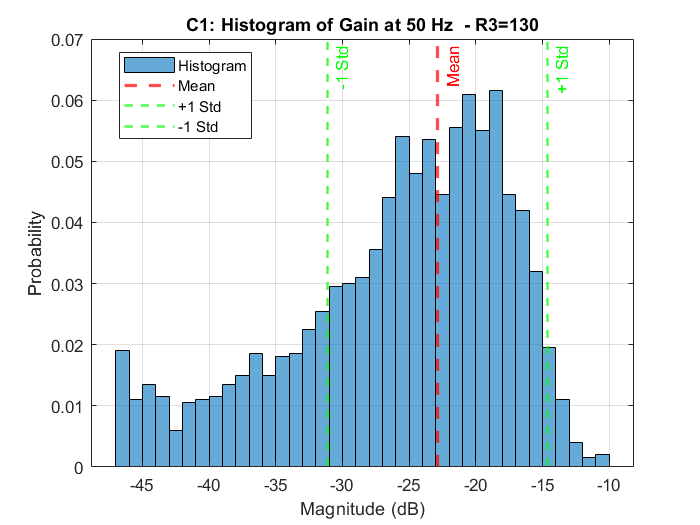 C1: Histogram of Gain at 50 Hz  - R3=130
0.07
0.06
0.05
0.04
0.03
0.02
0.01
0
Probability
Histogram
Mean
+1 Std
-1 Std
-1 Std
Mean
+1 Std
-45
-40
-35
-30
-25
-20
-15
-10
Magnitude (dB)